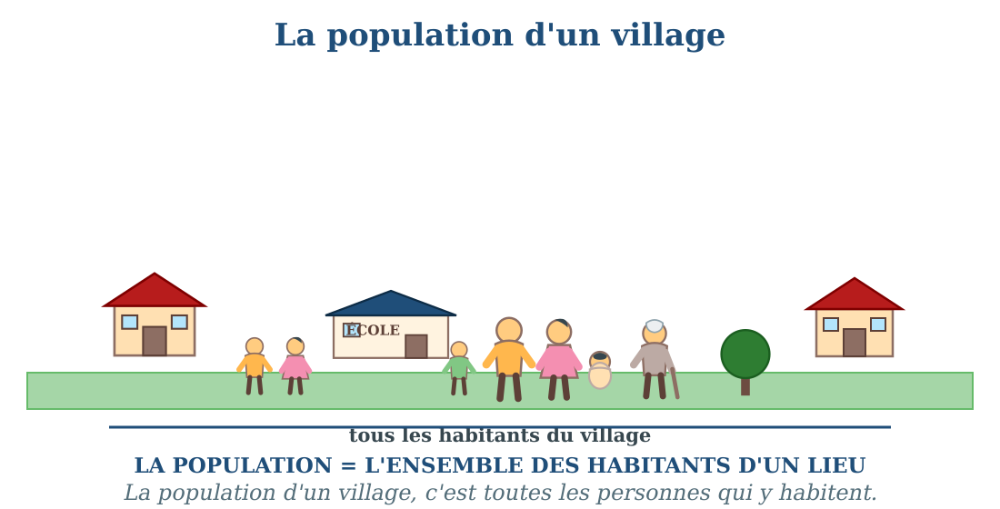 La population d'un village
ÉCOLE
tous les habitants du village
LA POPULATION = L'ENSEMBLE DES HABITANTS D'UN LIEU
La population d'un village, c'est toutes les personnes qui y habitent.